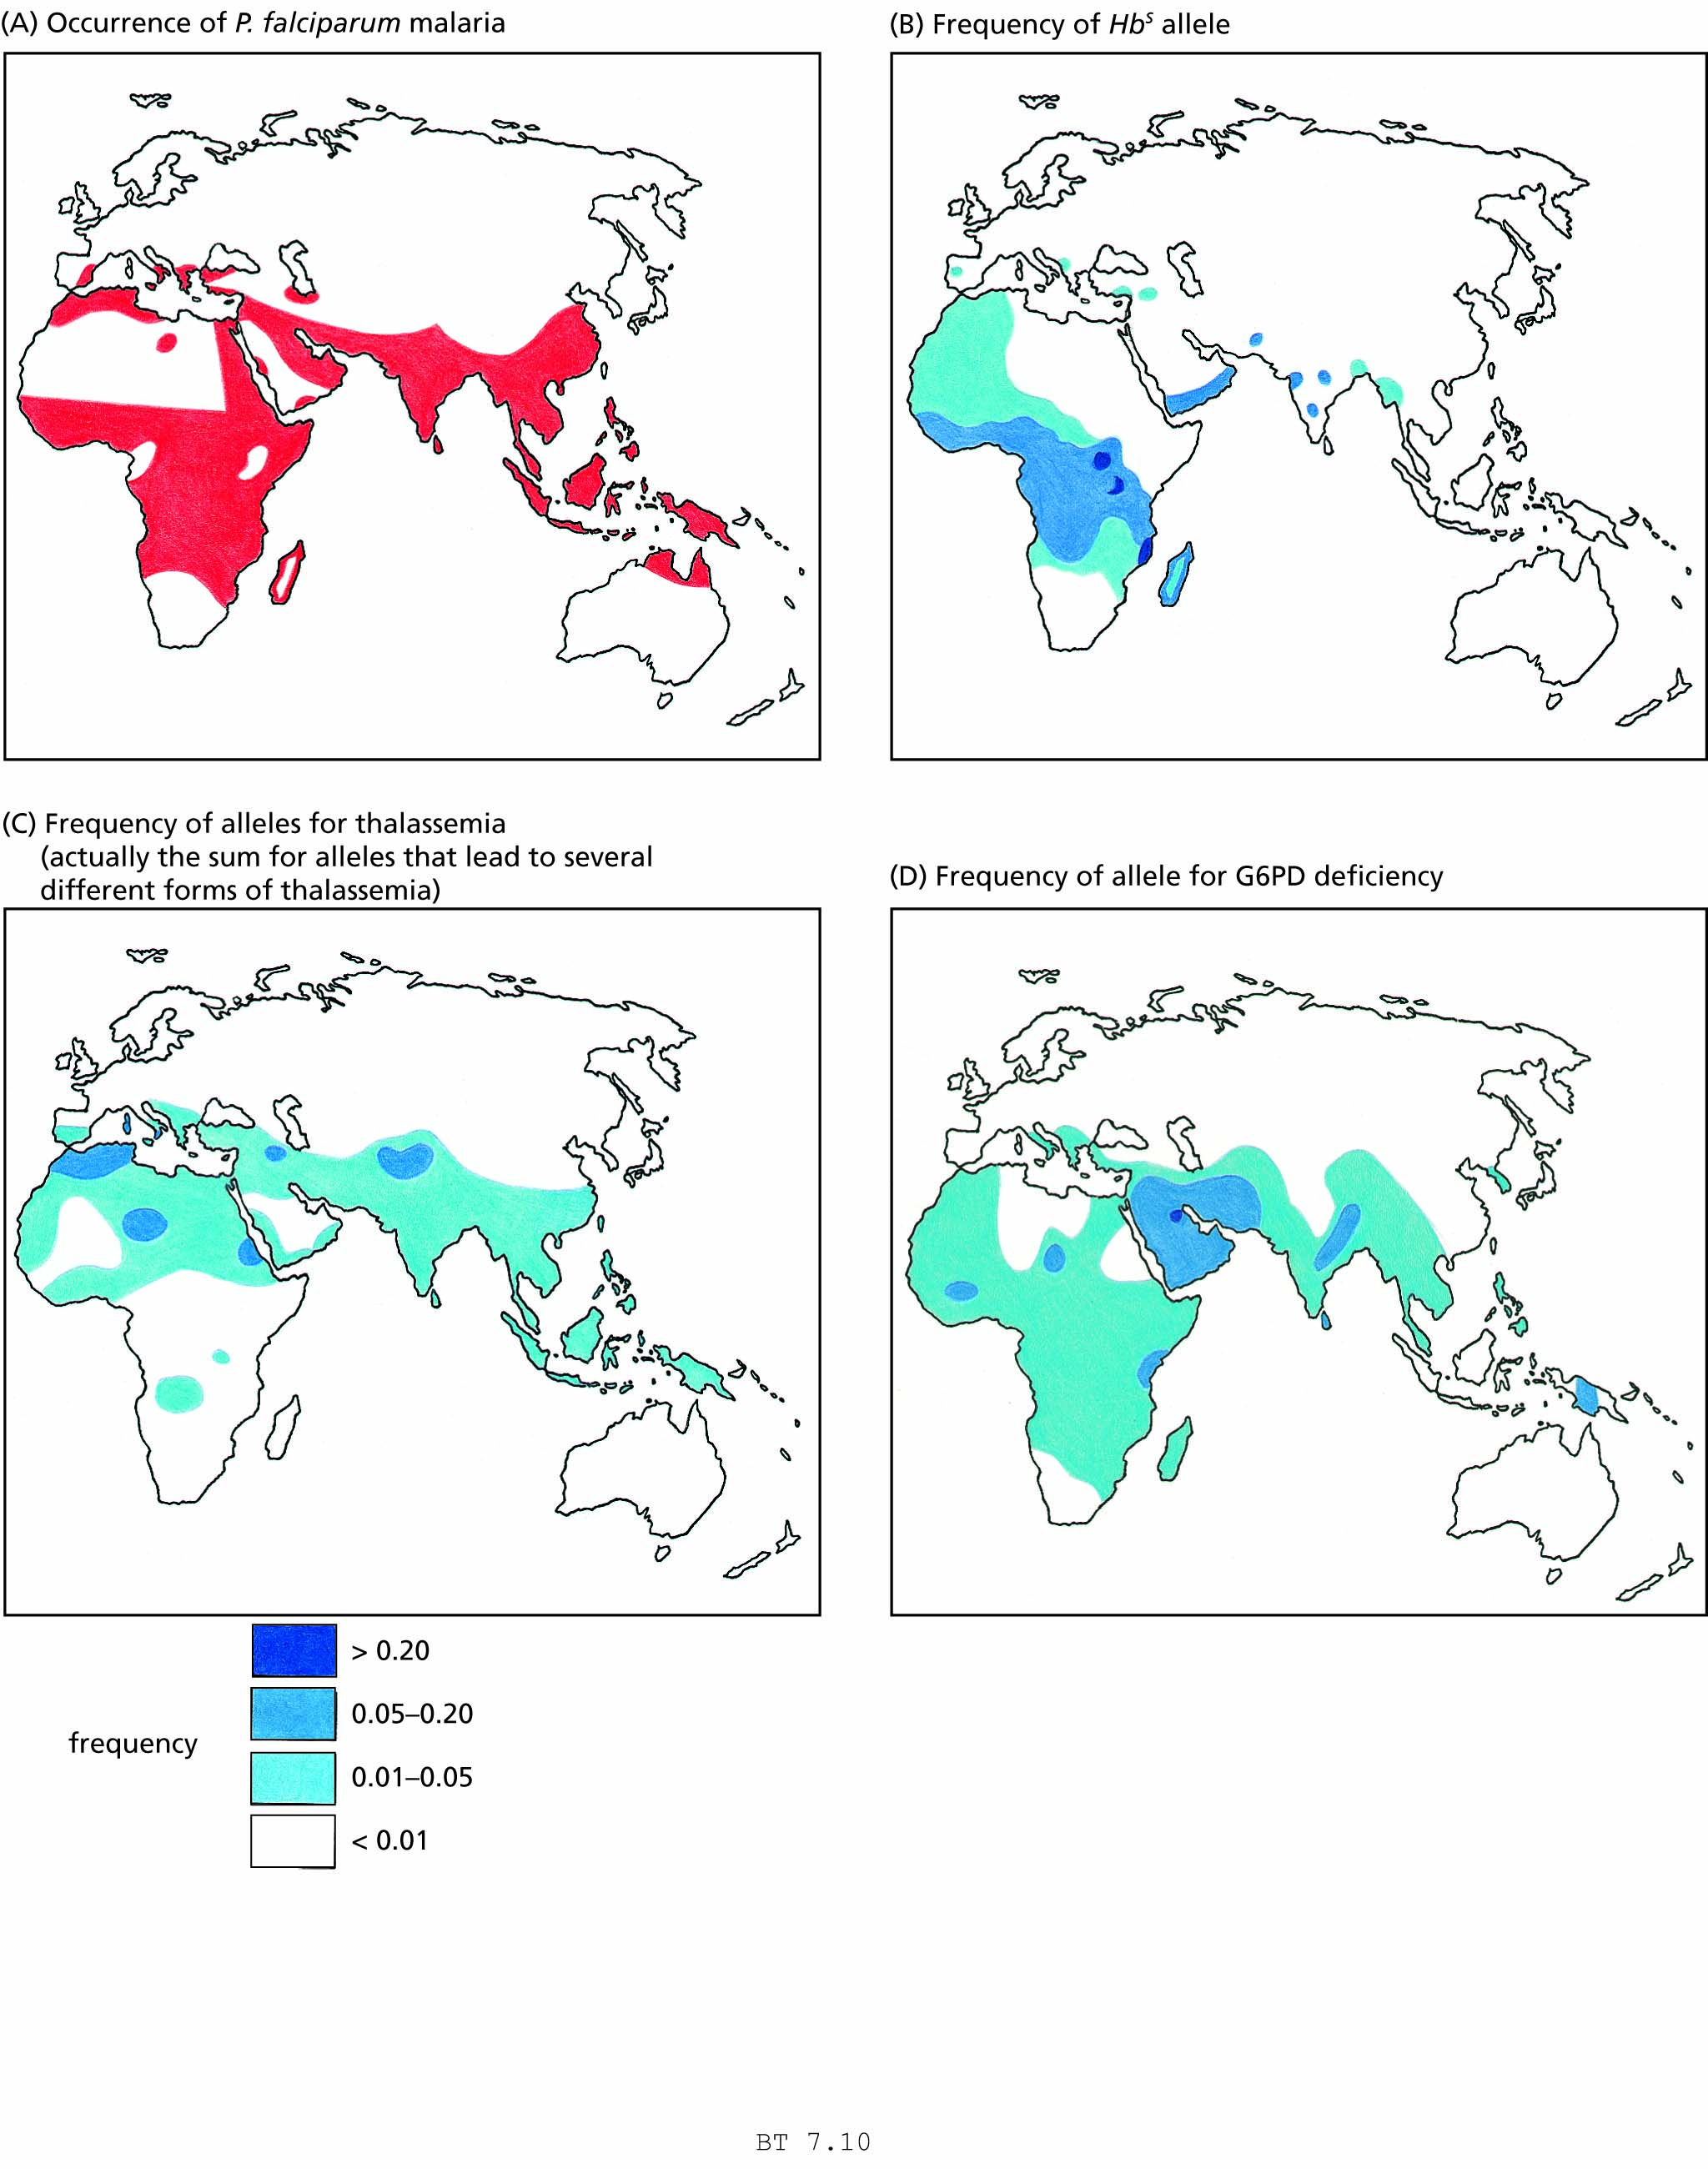 (A) Occurrence of P. falciparum malaria
(B) Frequency of Hbˢ allele
(C) Frequency of alleles for thalassemia
(actually the sum for alleles that lead to several
different forms of thalassemia)
(D) Frequency of allele for G6PD deficiency
frequency
> 0.20
0.05–0.20
0.01–0.05
< 0.01
BT 7.10